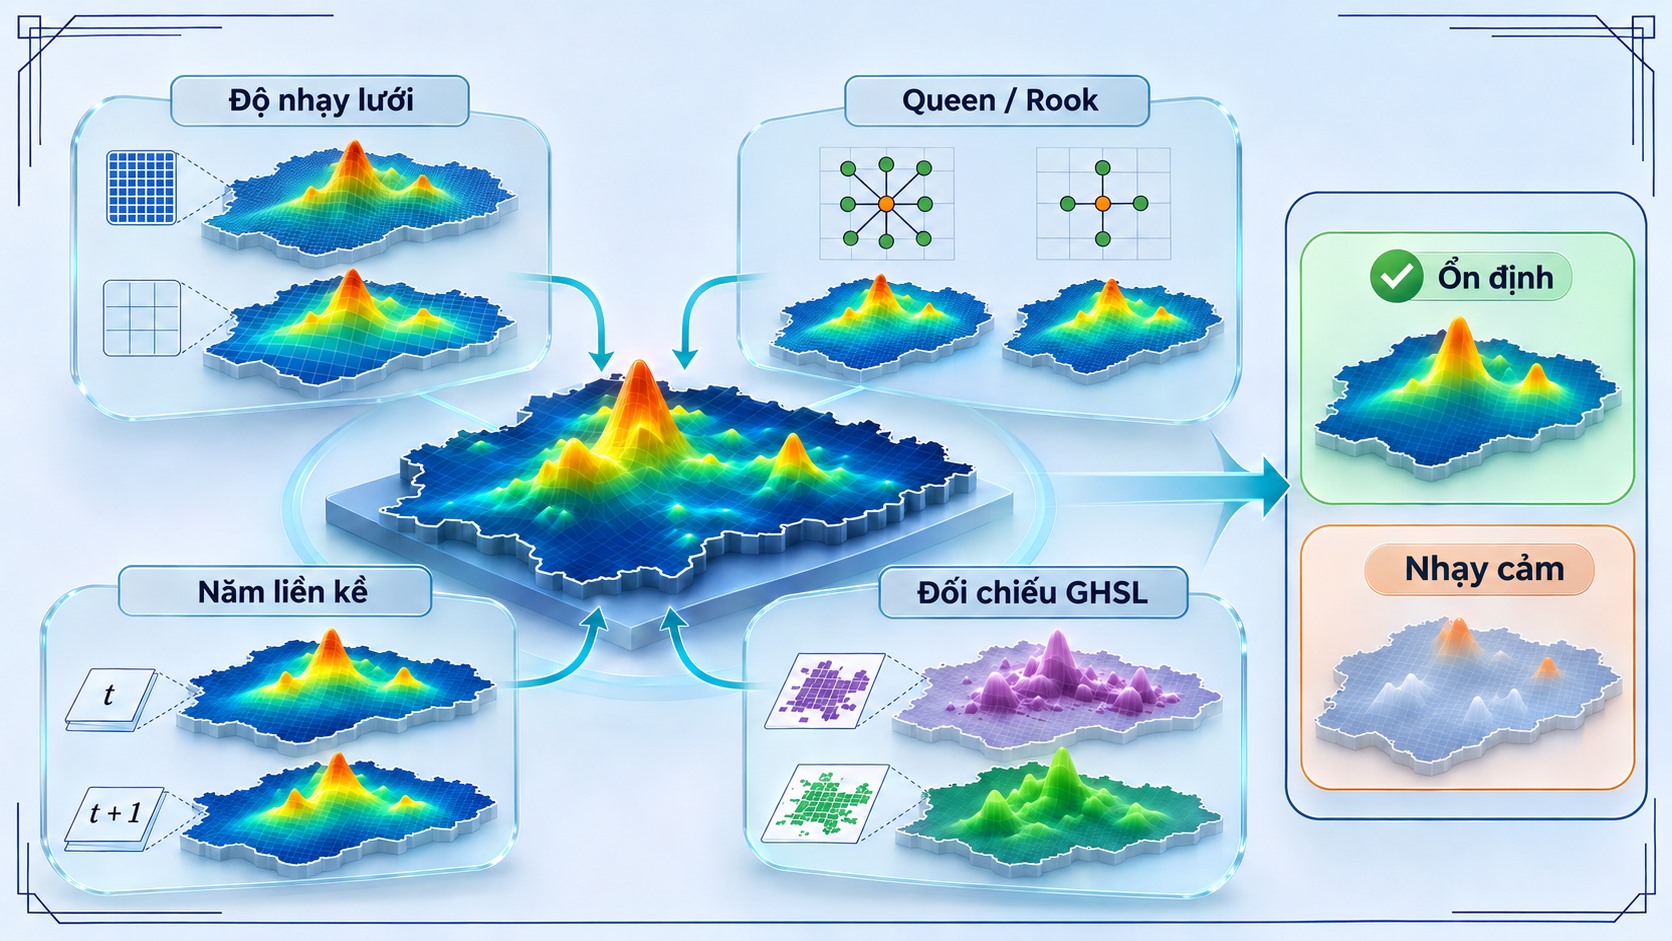 Độ nhạy lưới
Queen / Rook
Ổn định
Nhạy cảm
Năm liền kề
t
t + 1
Đối chiếu GHSL